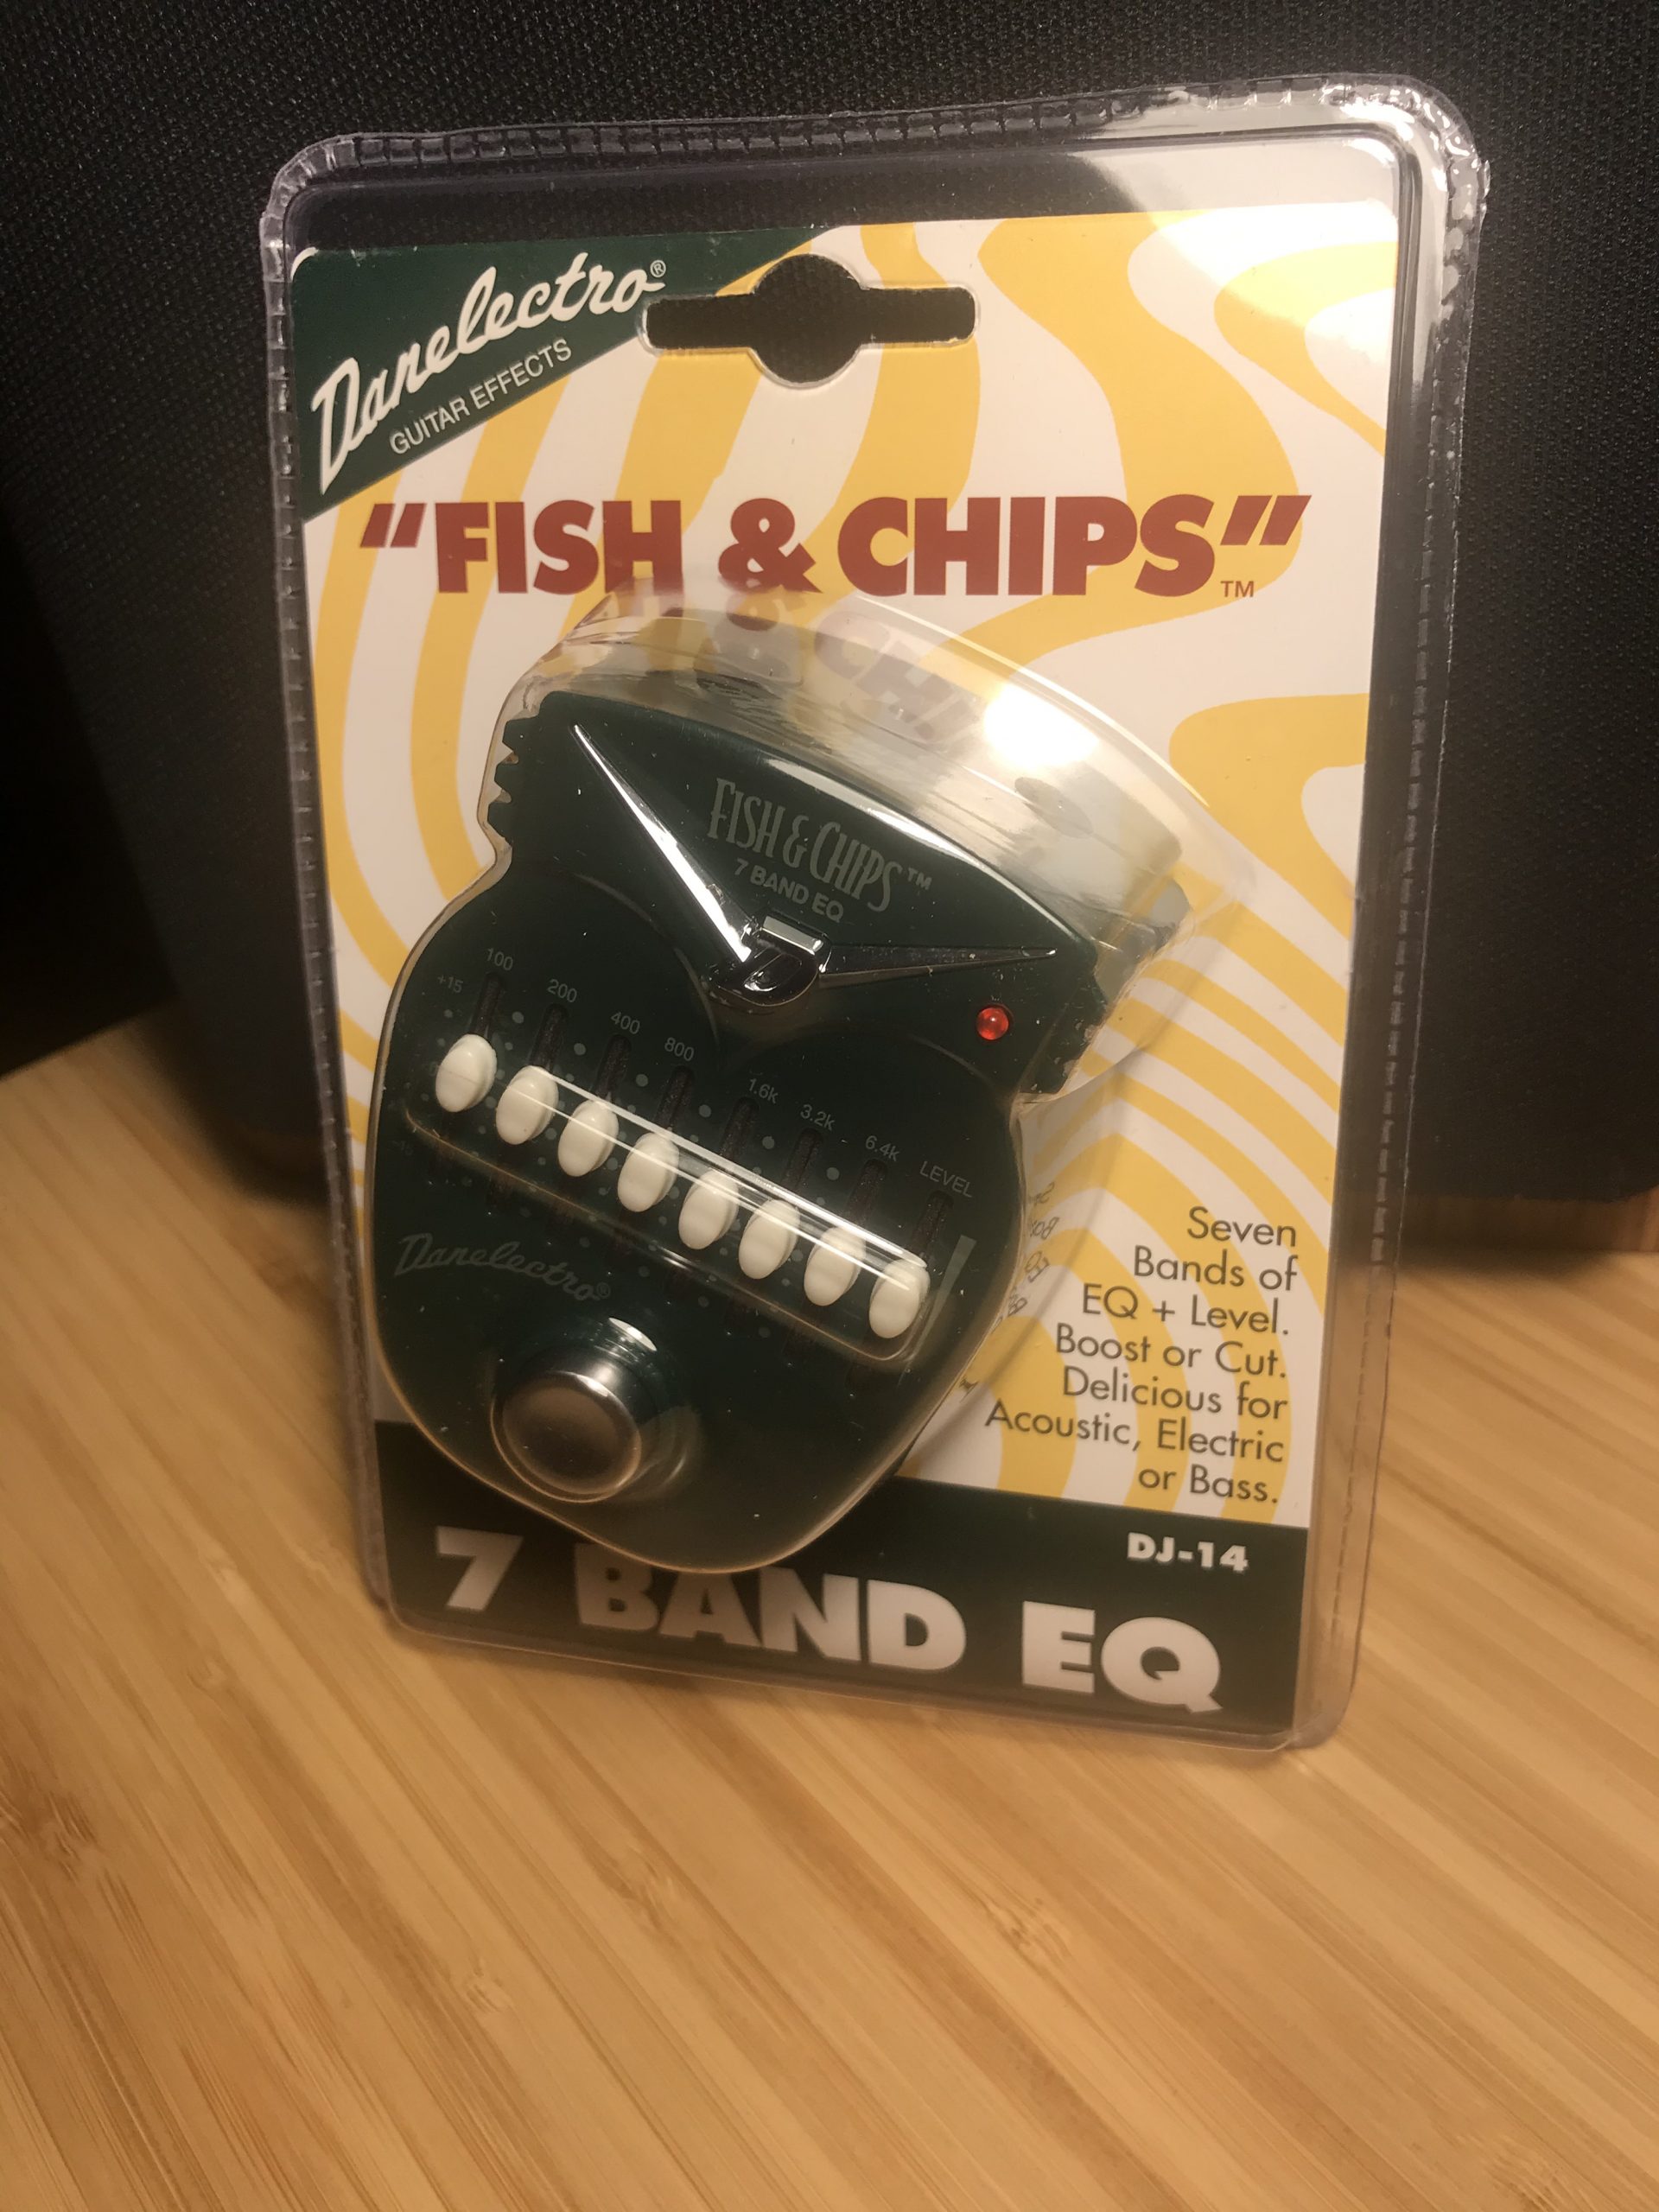 Danelectro®
GUITAR EFFECTS
"FISH & CHIPS"™
FISH & CHIPS™
7 BAND EQ
D
100 200 400 800 1.6k 3.2k 6.4k LEVEL
+15
-15
Danelectro®
Seven
Bands of
EQ + Level.
Boost or Cut.
Delicious for
Acoustic, Electric
or Bass.
DJ-14
7 BAND EQ